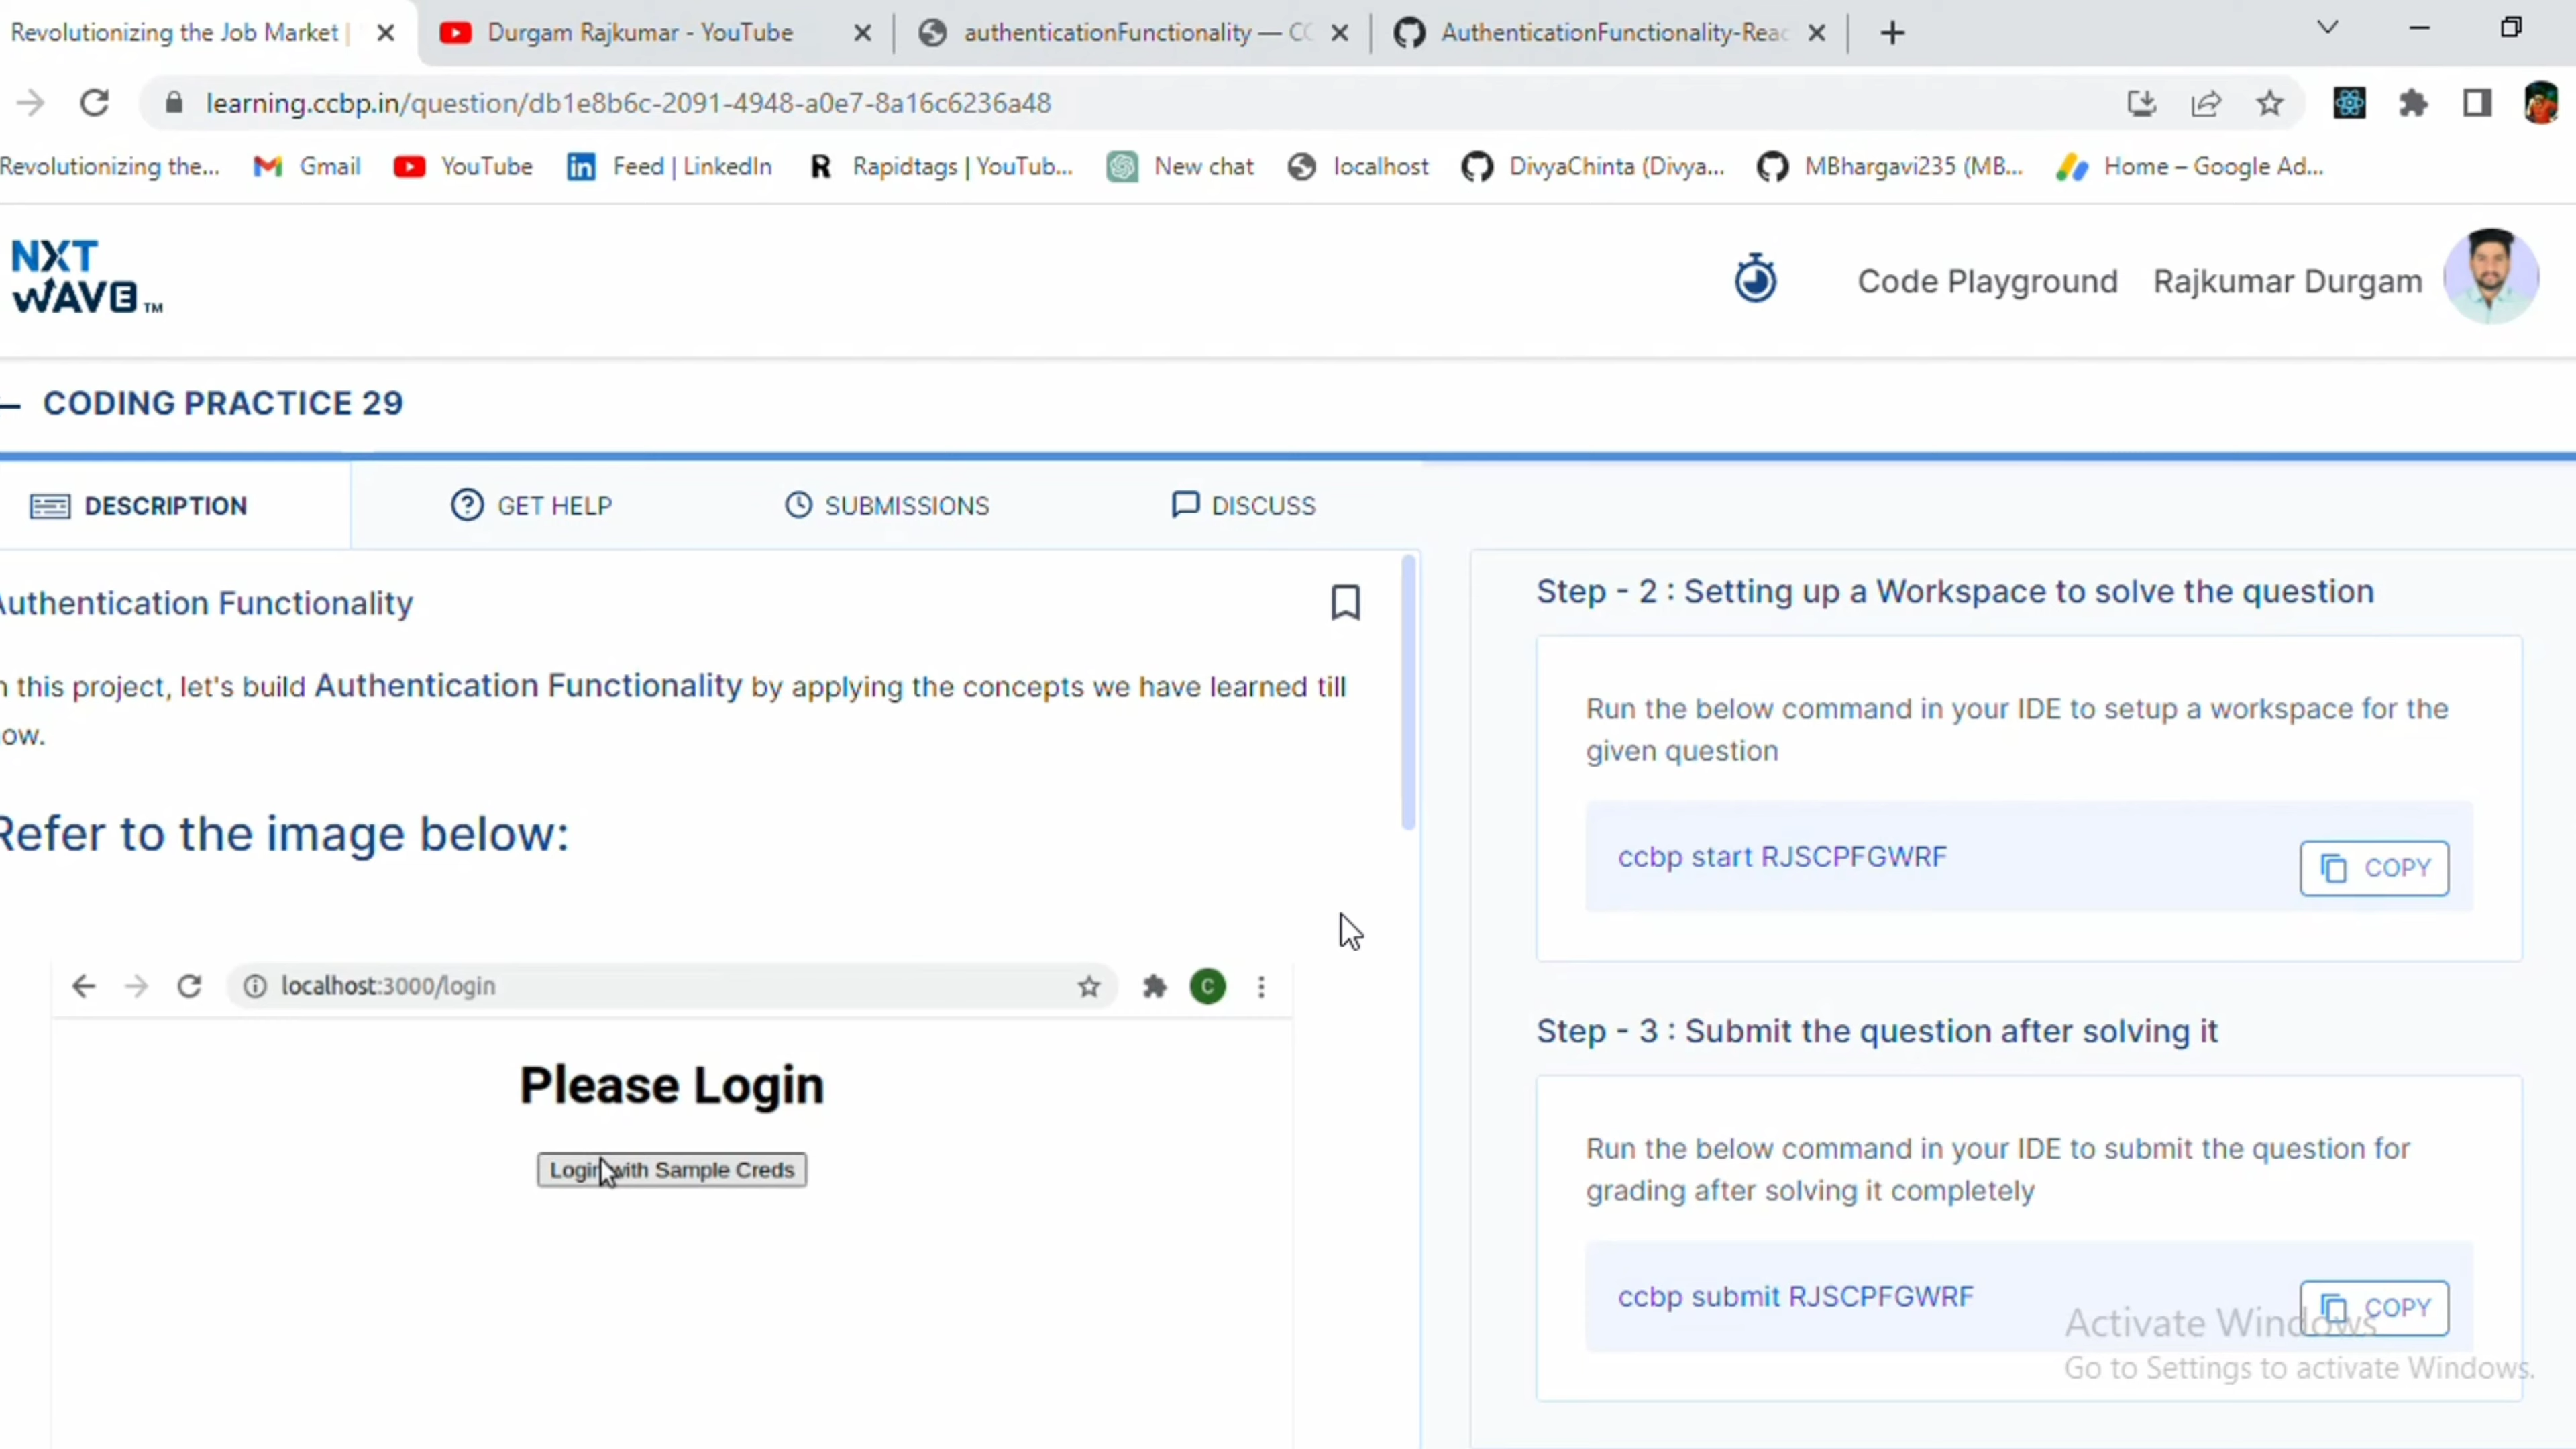 Revolutionizing the Job Market |
Durgam Rajkumar - YouTube
authenticationFunctionality — CC
AuthenticationFunctionality-Reac
learning.ccbp.in/question/db1e8b6c-2091-4948-a0e7-8a16c6236a48
Revolutionizing the...
Gmail
YouTube
Feed | LinkedIn
Rapidtags | YouTub...
New chat
localhost
DivyaChinta (Divya...
MBhargavi235 (MB...
Home – Google Ad...
NXT
WAVE TM
Code Playground
Rajkumar Durgam
CODING PRACTICE 29
DESCRIPTION
GET HELP
SUBMISSIONS
DISCUSS
Authentication Functionality
n this project, let's build Authentication Functionality by applying the concepts we have learned till
ow.
Refer to the image below:
localhost:3000/login
C
Please Login
Login with Sample Creds
Step - 2 : Setting up a Workspace to solve the question
Run the below command in your IDE to setup a workspace for the
given question
ccbp start RJSCPFGWRF
COPY
Step - 3 : Submit the question after solving it
Run the below command in your IDE to submit the question for
grading after solving it completely
ccbp submit RJSCPFGWRF
COPY
Activate Windows
Go to Settings to activate Windows.